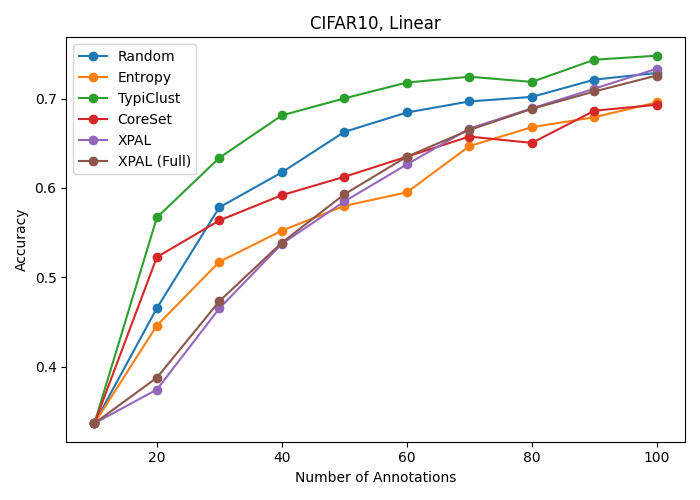 CIFAR10, Linear
Random
Entropy
TypiClust
CoreSet
XPAL
XPAL (Full)
Accuracy
0.7
0.6
0.5
0.4
20
40
60
80
100
Number of Annotations